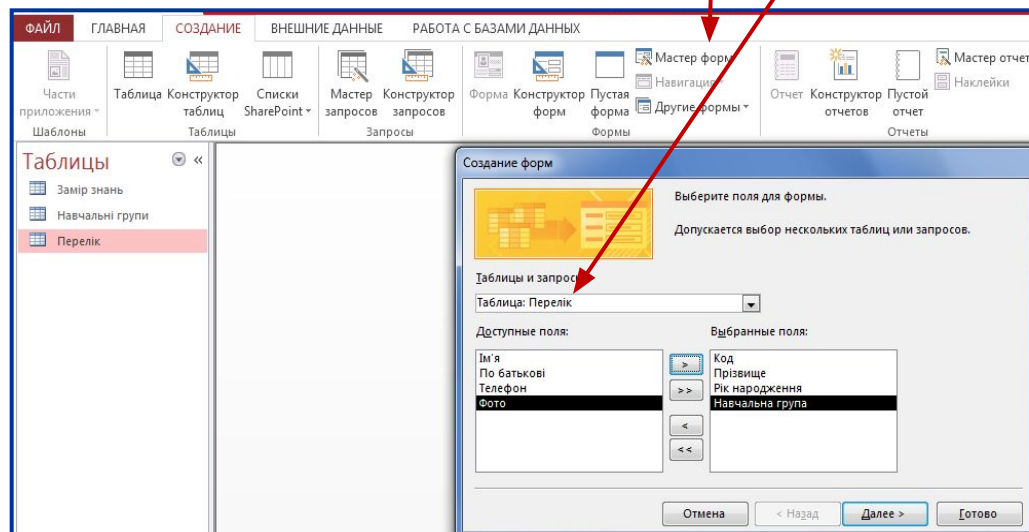 ФАЙЛ ГЛАВНАЯ СОЗДАНИЕ ВНЕШНИЕ ДАННЫЕ РАБОТА С БАЗАМИ ДАННЫХ
Части приложения
Таблица
Конструктор таблиц
Списки SharePoint
Мастер запросов
Конструктор запросов
Форма
Конструктор форм
Пустая форма
Мастер форм
Навигация
Другие формы
Отчет
Конструктор отчетов
Пустой отчет
Мастер отчет
Наклейки
Шаблоны Таблицы Запросы Формы Отчеты
Таблицы
Замір знань
Навчальні групи
Перелік
Создание форм
Выберите поля для формы.
Допускается выбор нескольких таблиц или запросов.
Таблицы и запросы
Таблица: Перелік
Доступные поля:
Ім'я
По батькові
Телефон
Фото
>
>>
<
<<
Выбранные поля:
Код
Прізвище
Рік народження
Навчальна група
Отмена < Назад Далее > Готово